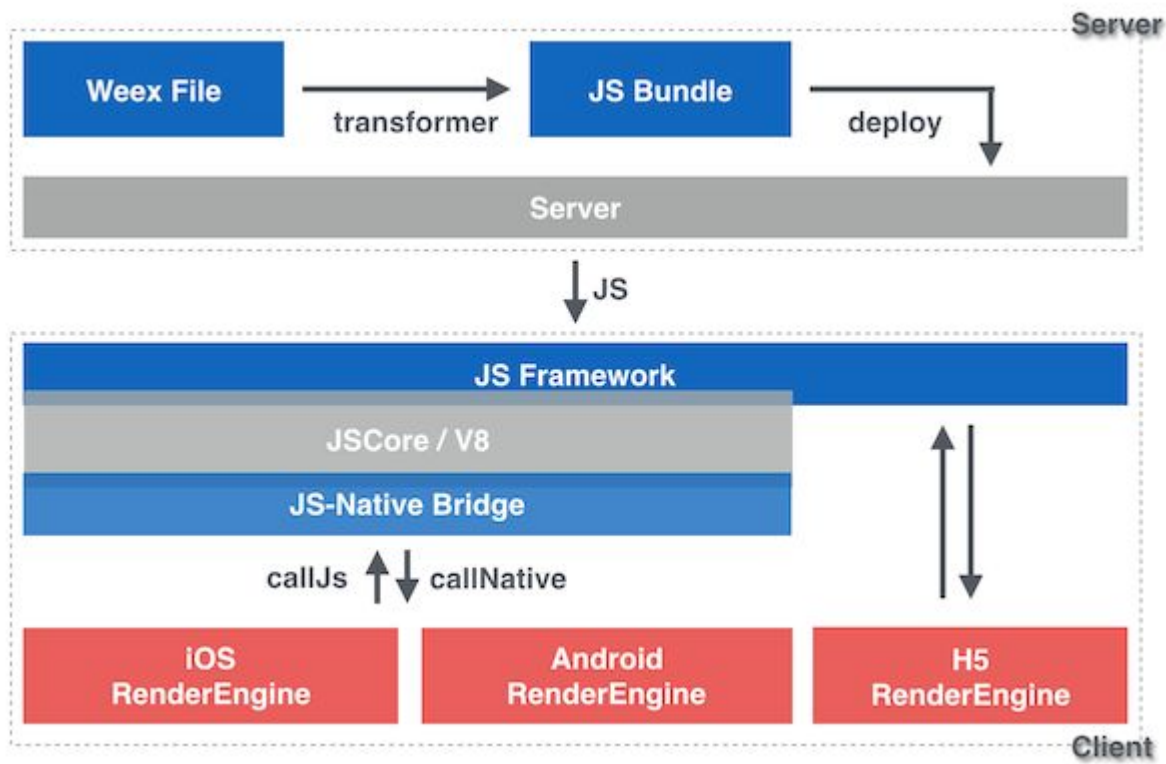 Server
Weex File
transformer
JS Bundle
deploy
Server
JS
JS Framework
JSCore / V8
JS-Native Bridge
callJs
callNative
iOS
RenderEngine
Android
RenderEngine
H5
RenderEngine
Client